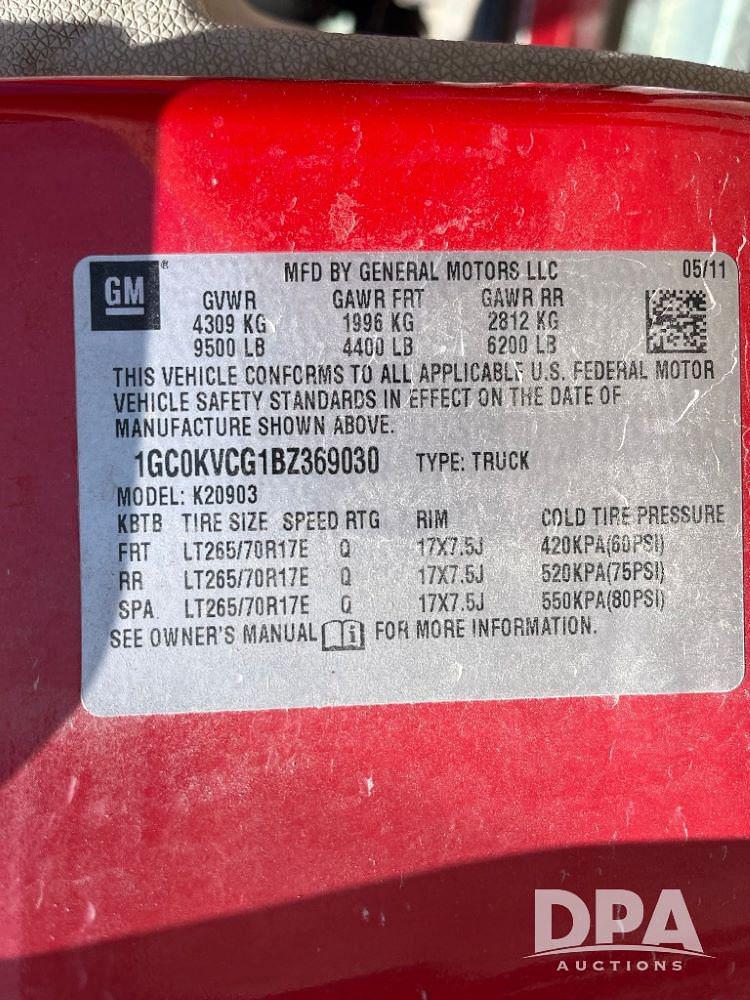 GM® MFD BY GENERAL MOTORS LLC 05/11
GVWR GAWR FRT GAWR RR
4309 KG 1996 KG 2812 KG
9500 LB 4400 LB 6200 LB
THIS VEHICLE CONFORMS TO ALL APPLICABLE U.S. FEDERAL MOTOR
VEHICLE SAFETY STANDARDS IN EFFECT ON THE DATE OF
MANUFACTURE SHOWN ABOVE.
1GC0KVCG1BZ369030 TYPE: TRUCK
MODEL: K20903
KBTB TIRE SIZE SPEED RTG RIM COLD TIRE PRESSURE
FRT LT265/70R17E Q 17X7.5J 420KPA(60PSI)
RR LT265/70R17E Q 17X7.5J 520KPA(75PSI)
SPA LT265/70R17E Q 17X7.5J 550KPA(80PSI)
SEE OWNER'S MANUAL i FOR MORE INFORMATION.
DPA
AUCTIONS